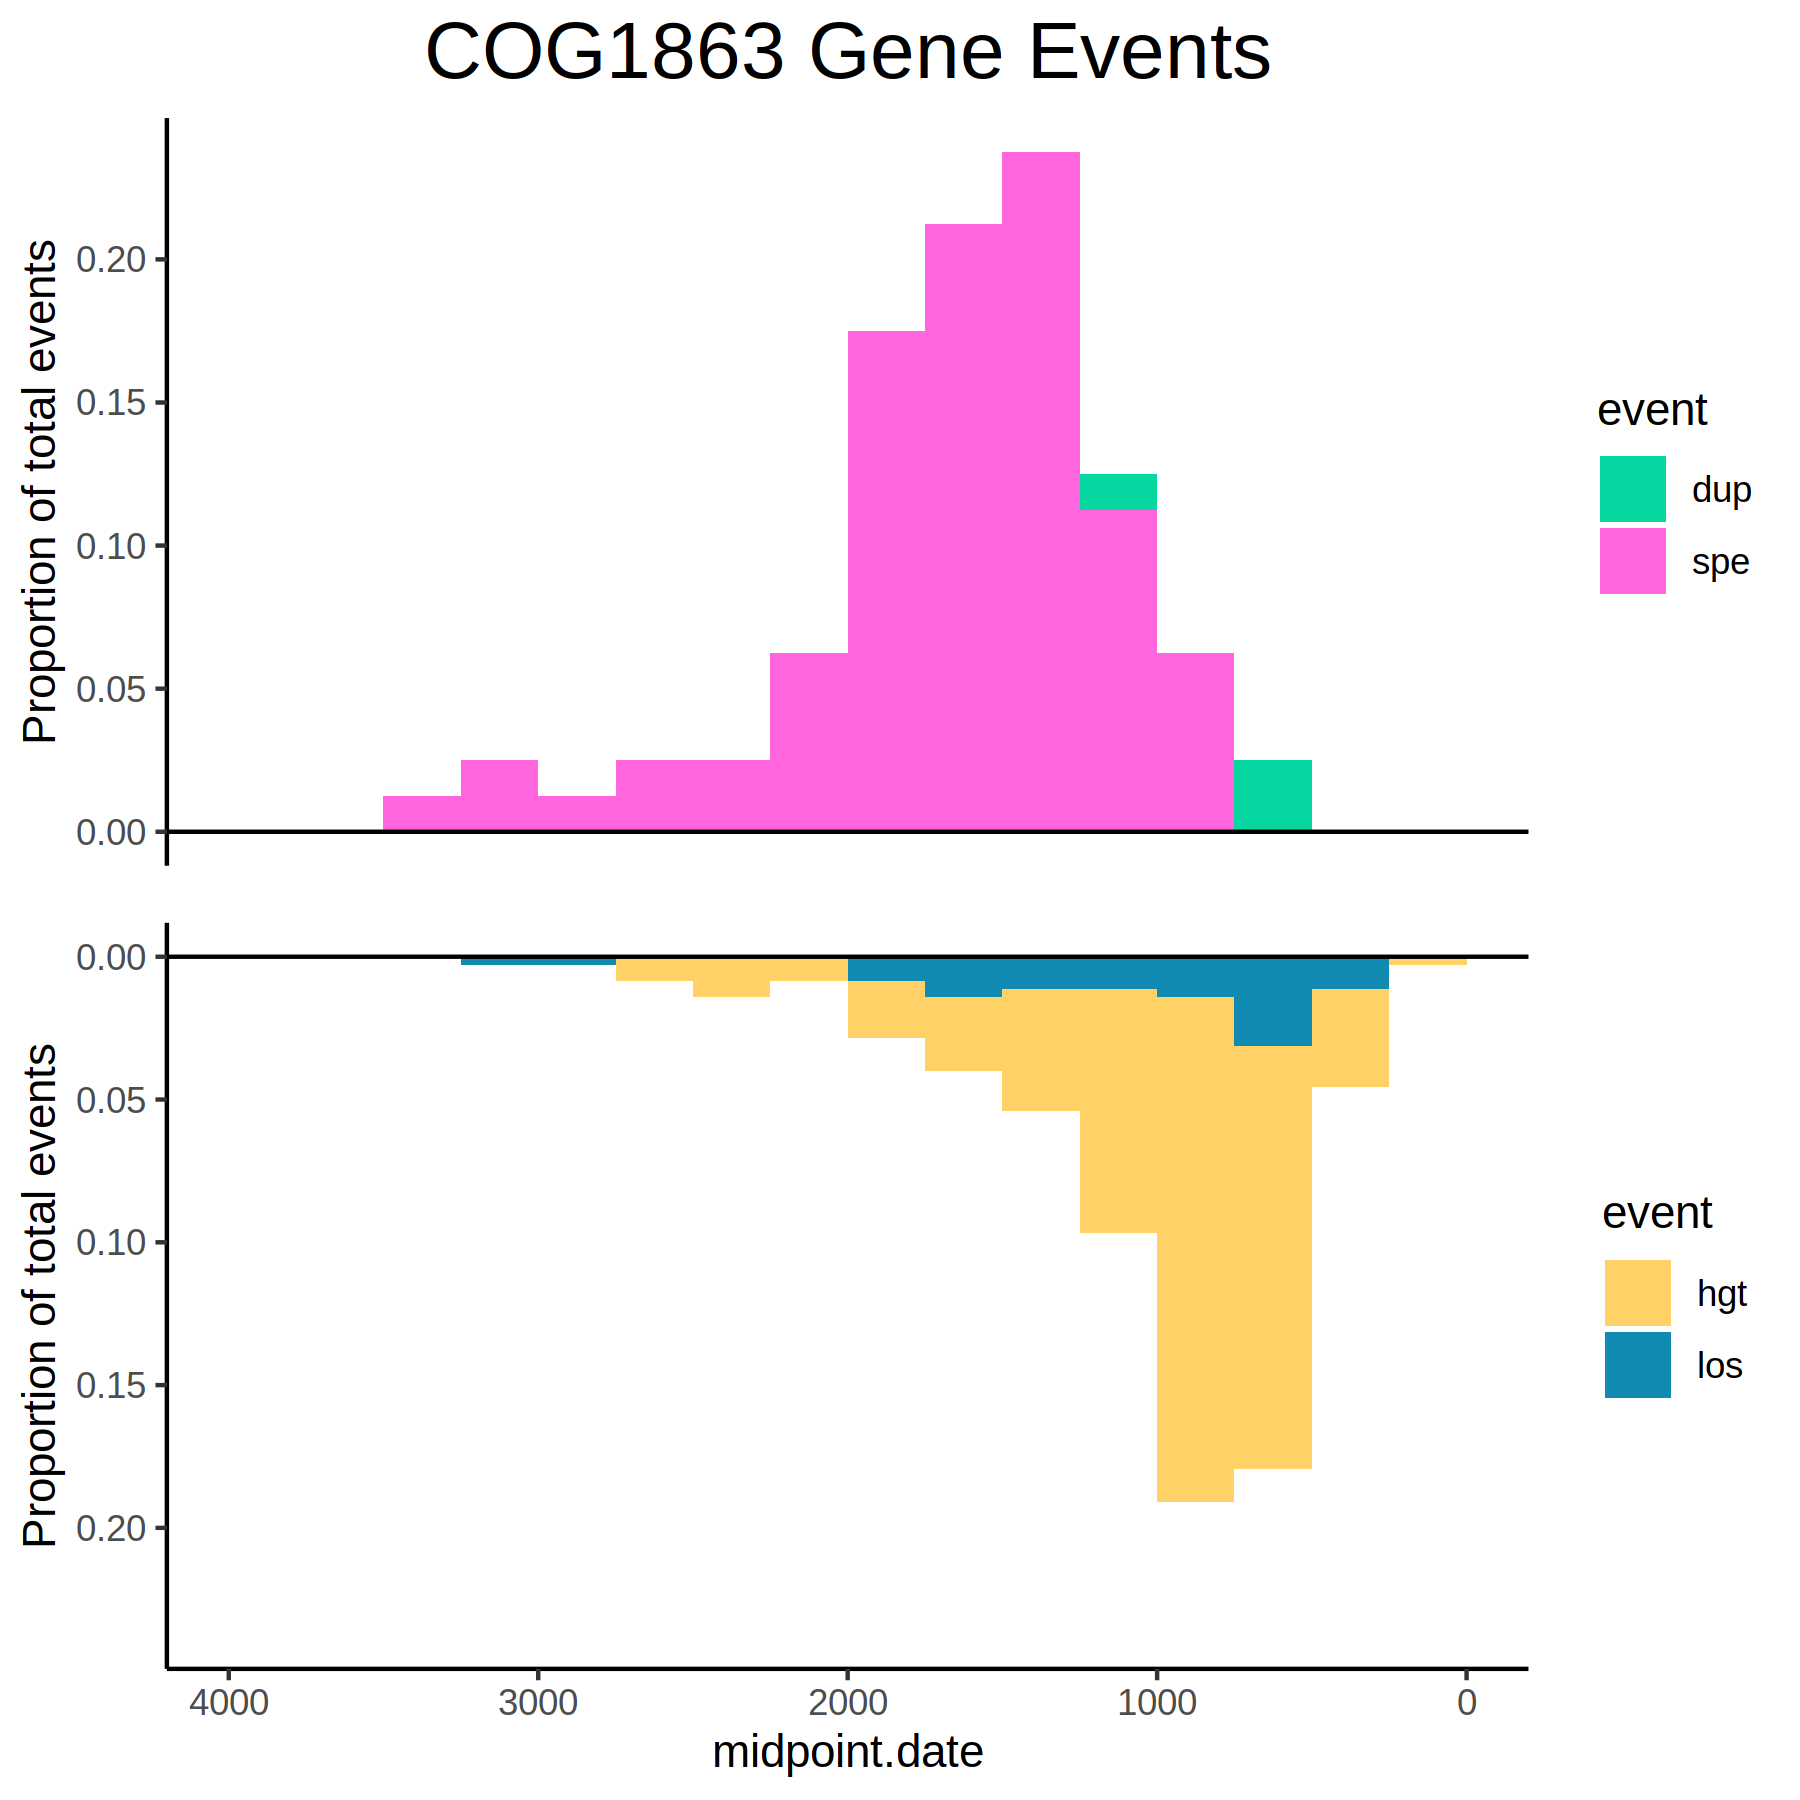 COG1863 Gene Events
Proportion of total events
0.20
0.15
0.10
0.05
0.00
event
dup
spe
Proportion of total events
0.00
0.05
0.10
0.15
0.20
event
hgt
los
4000 3000 2000 1000 0
midpoint.date